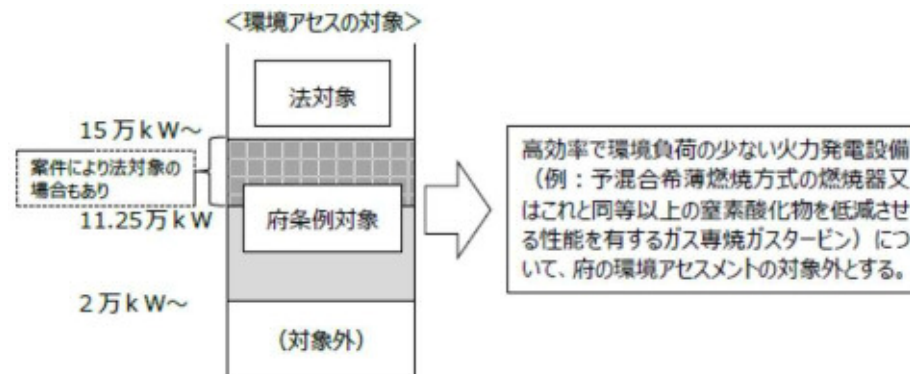 ＜環境アセスの対象＞
法対象
15万ｋＷ～
案件により法対象の
場合もあり
11.25万ｋＷ
府条例対象
2万ｋＷ～
（対象外）
高効率で環境負荷の少ない火力発電設備
（例：予混合希薄燃焼方式の燃焼器又
はこれと同等以上の窒素酸化物を低減させ
る性能を有するガス専焼ガスタービン）につ
いて、府の環境アセスメントの対象外とする。